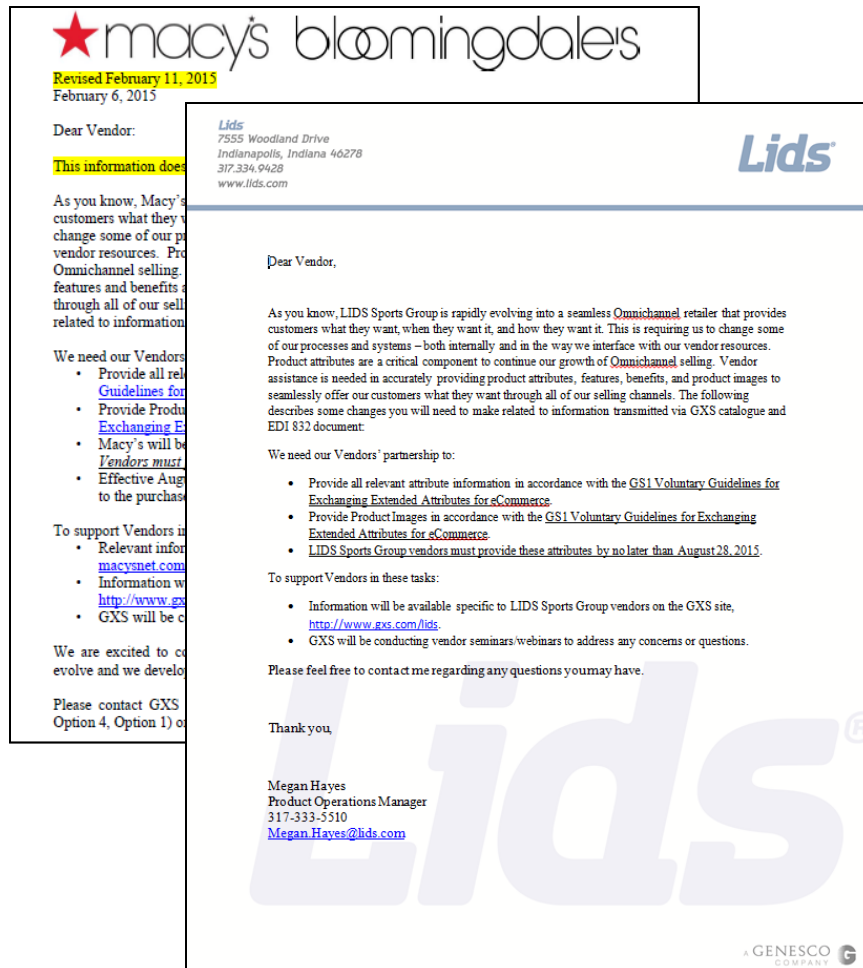 macy's bloomingdale's
Revised February 11, 2015
February 6, 2015
Dear Vendor:
This information does
As you know, Macy's
customers what they
change some of our
vendor resources.
Omnichannel selling.
features and benefits
through all of our
related to information
We need our Vendors
• Provide all
Guidelines for
• Provide
Exchanging
• Macy's will be
Vendors must
• Effective
to the
To support Vendors
• Relevant
macysnet.com
• Information
http://www.gx
• GXS will be
We are excited to
evolve and we
Please contact GXS
Option 4, Option 1)
Lids
7555 Woodland Drive
Indianapolis, Indiana 46278
317.334.9428
www.lids.com
Lids
Dear Vendor,
As you know, LIDS Sports Group is rapidly evolving into a seamless Omnichannel retailer that provides
customers what they want, when they want it, and how they want it. This is requiring us to change some
of our processes and systems – both internally and in the way we interface with our vendor resources.
Product attributes are a critical component to continue our growth of Omnichannel selling. Vendor
assistance is needed in accurately providing product attributes, features, benefits, and product images to
seamlessly offer our customers what they want through all of our selling channels. The following
describes some changes you will need to make related to information transmitted via GXS catalogue and
EDI 832 document:
We need our Vendors' partnership to:
• Provide all relevant attribute information in accordance with the GS1 Voluntary Guidelines for
Exchanging Extended Attributes for eCommerce.
• Provide Product Images in accordance with the GS1 Voluntary Guidelines for Exchanging
Extended Attributes for eCommerce.
• LIDS Sports Group vendors must provide these attributes by no later than August 28, 2015.
To support Vendors in these tasks:
• Information will be available specific to LIDS Sports Group vendors on the GXS site,
http://www.gxs.com/lids.
• GXS will be conducting vendor seminars/webinars to address any concerns or questions.
Please feel free to contact me regarding any questions you may have.
Thank you,
Megan Hayes
Product Operations Manager
317-333-5510
Megan.Hayes@lids.com
Lids®
A GENESCO G
COMPANY